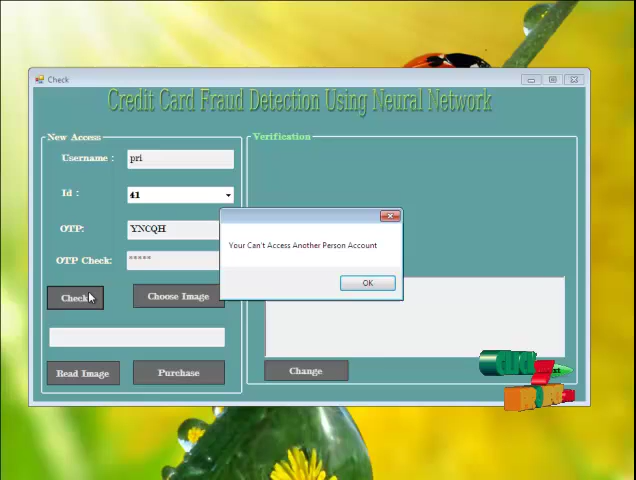 Check
Credit Card Fraud Detection Using Neural Network
New Access
Username :
pri
Id :
41
OTP:
YNCQH
OTP Check:
*****
Check
Choose Image
Read Image
Purchase
Verification
Your Can't Access Another Person Account
OK
Change